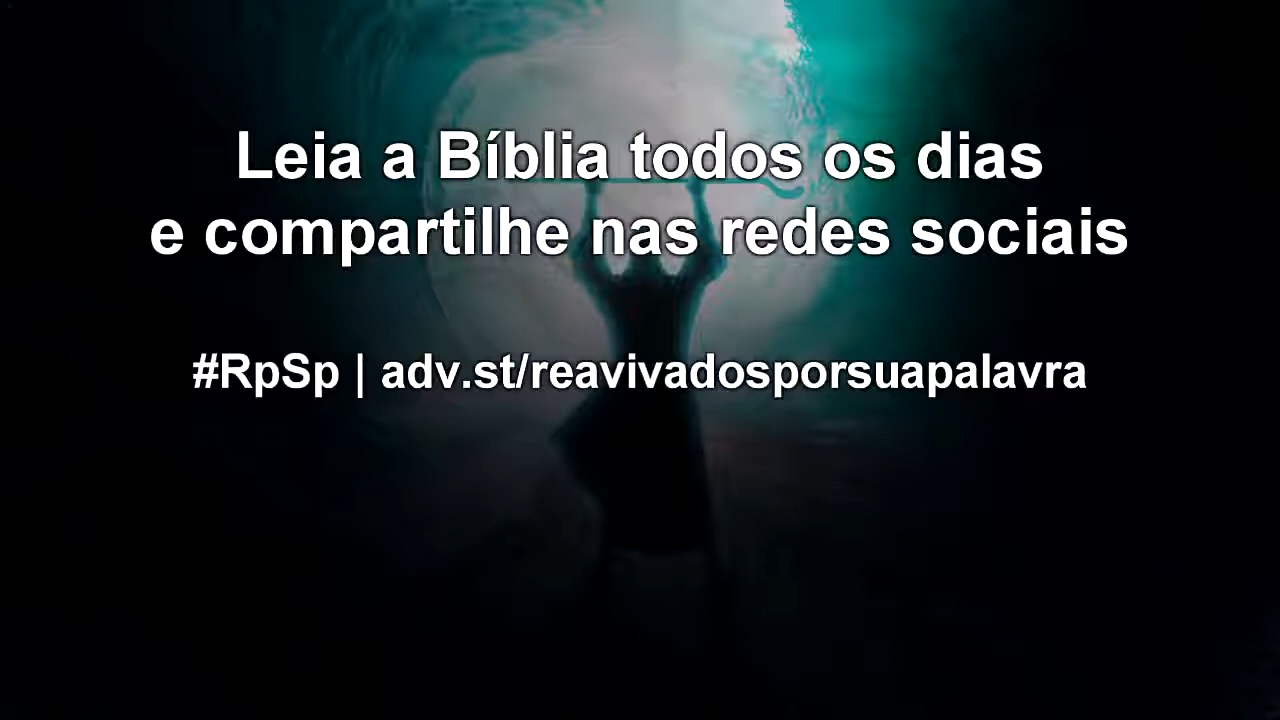 Leia a Bíblia todos os dias
e compartilhe nas redes sociais
#RpSp | adv.st/reavivadosporsuapalavra